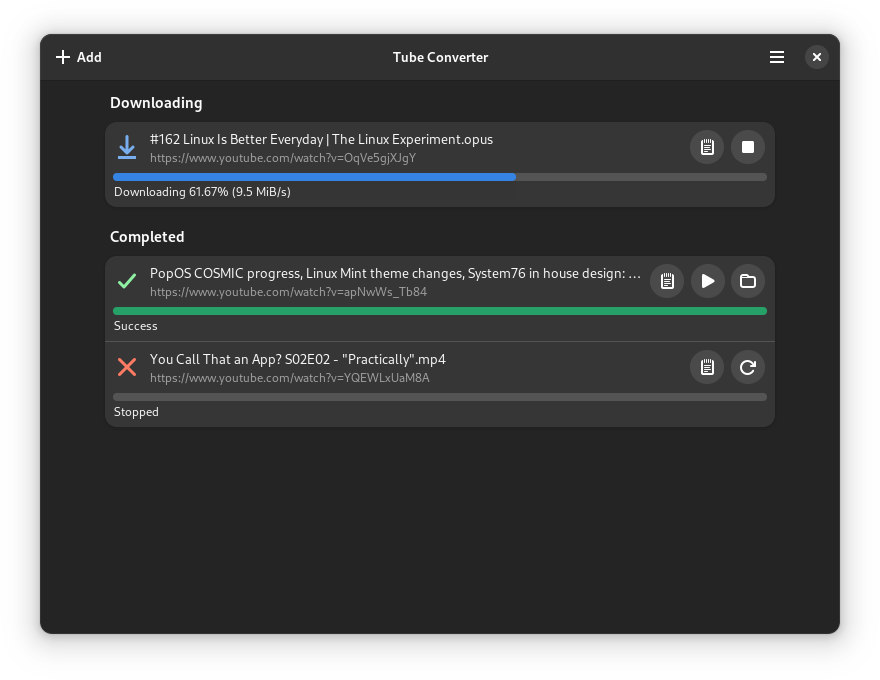 Add
Tube Converter
Downloading
#162 Linux Is Better Everyday | The Linux Experiment.opus
https://www.youtube.com/watch?v=OqVe5gjXJgY
Downloading 61.67% (9.5 MiB/s)
Completed
PopOS COSMIC progress, Linux Mint theme changes, System76 in house design: …
https://www.youtube.com/watch?v=apNwWs_Tb84
Success
You Call That an App? S02E02 - "Practically".mp4
https://www.youtube.com/watch?v=YQEWLxUaM8A
Stopped